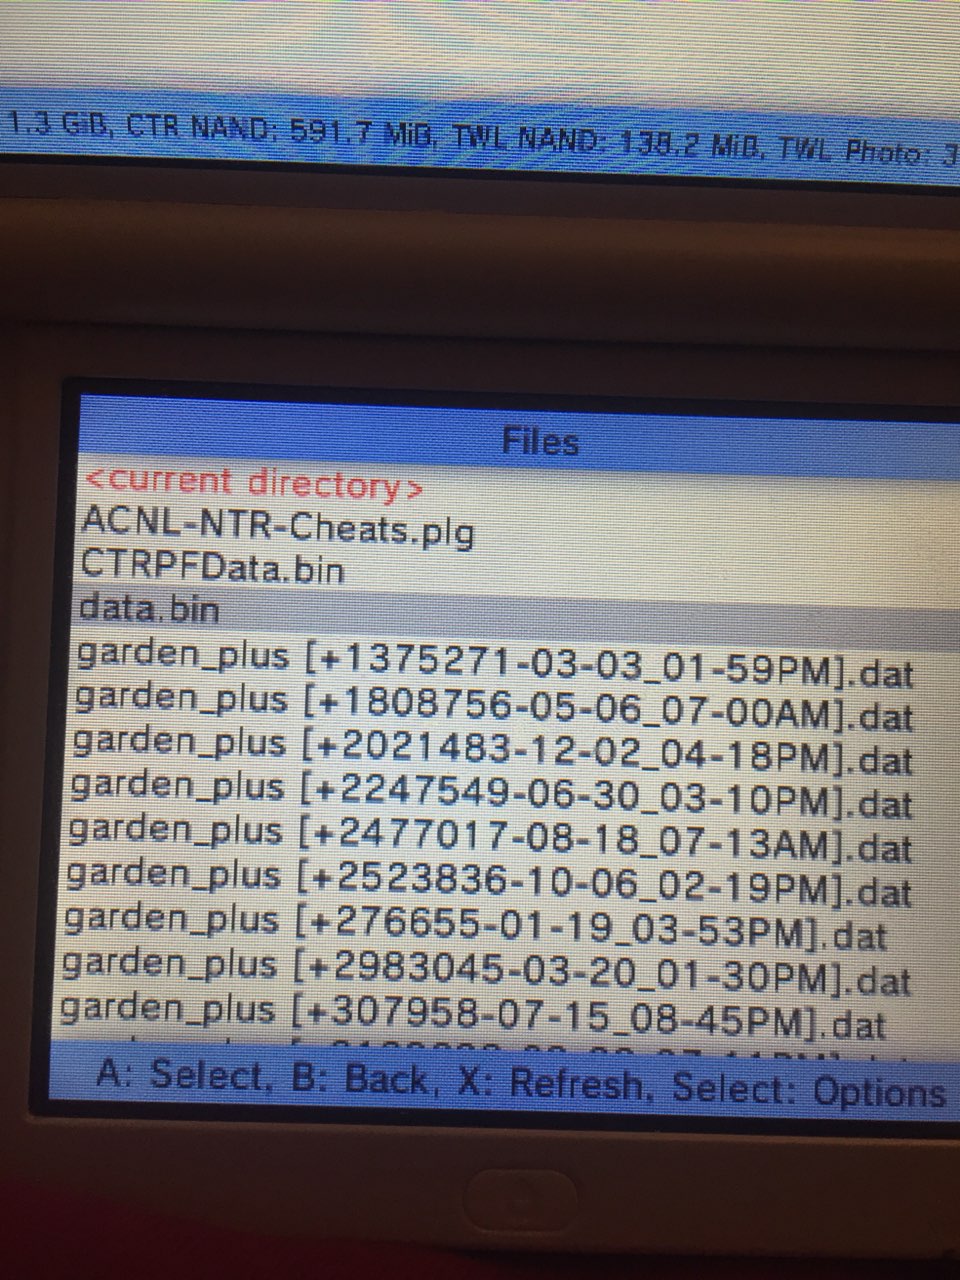 1.3 GiB, CTR NAND: 591.7 MiB, TWL NAND: 138.2 MiB, TWL Photo: 3
Files
<current directory>
ACNL-NTR-Cheats.plg
CTRPFData.bin
data.bin
garden_plus [+1375271-03-03_01-59PM].dat
garden_plus [+1808756-05-06_07-00AM].dat
garden_plus [+2021483-12-02_04-18PM].dat
garden_plus [+2247549-06-30_03-10PM].dat
garden_plus [+2477017-08-18_07-13AM].dat
garden_plus [+2523836-10-06_02-19PM].dat
garden_plus [+276655-01-19_03-53PM].dat
garden_plus [+2983045-03-20_01-30PM].dat
garden_plus [+307958-07-15_08-45PM].dat
A: Select, B: Back, X: Refresh, Select: Options